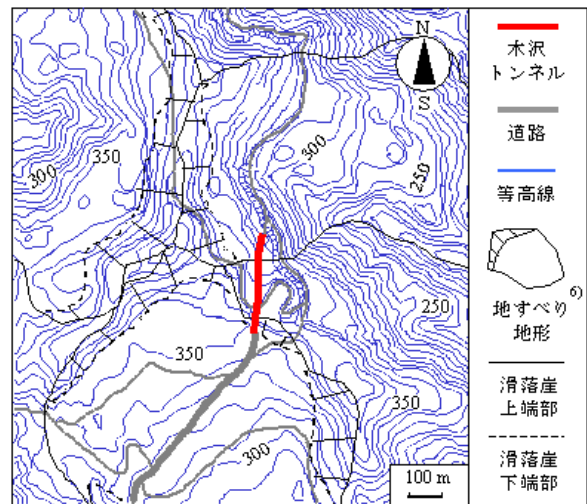 N
S
350
300
300
250
250
350
350
300
100 m
木沢
トンネル
道路
等高線
地すべり6)
地形
滑落崖
上端部
滑落崖
下端部